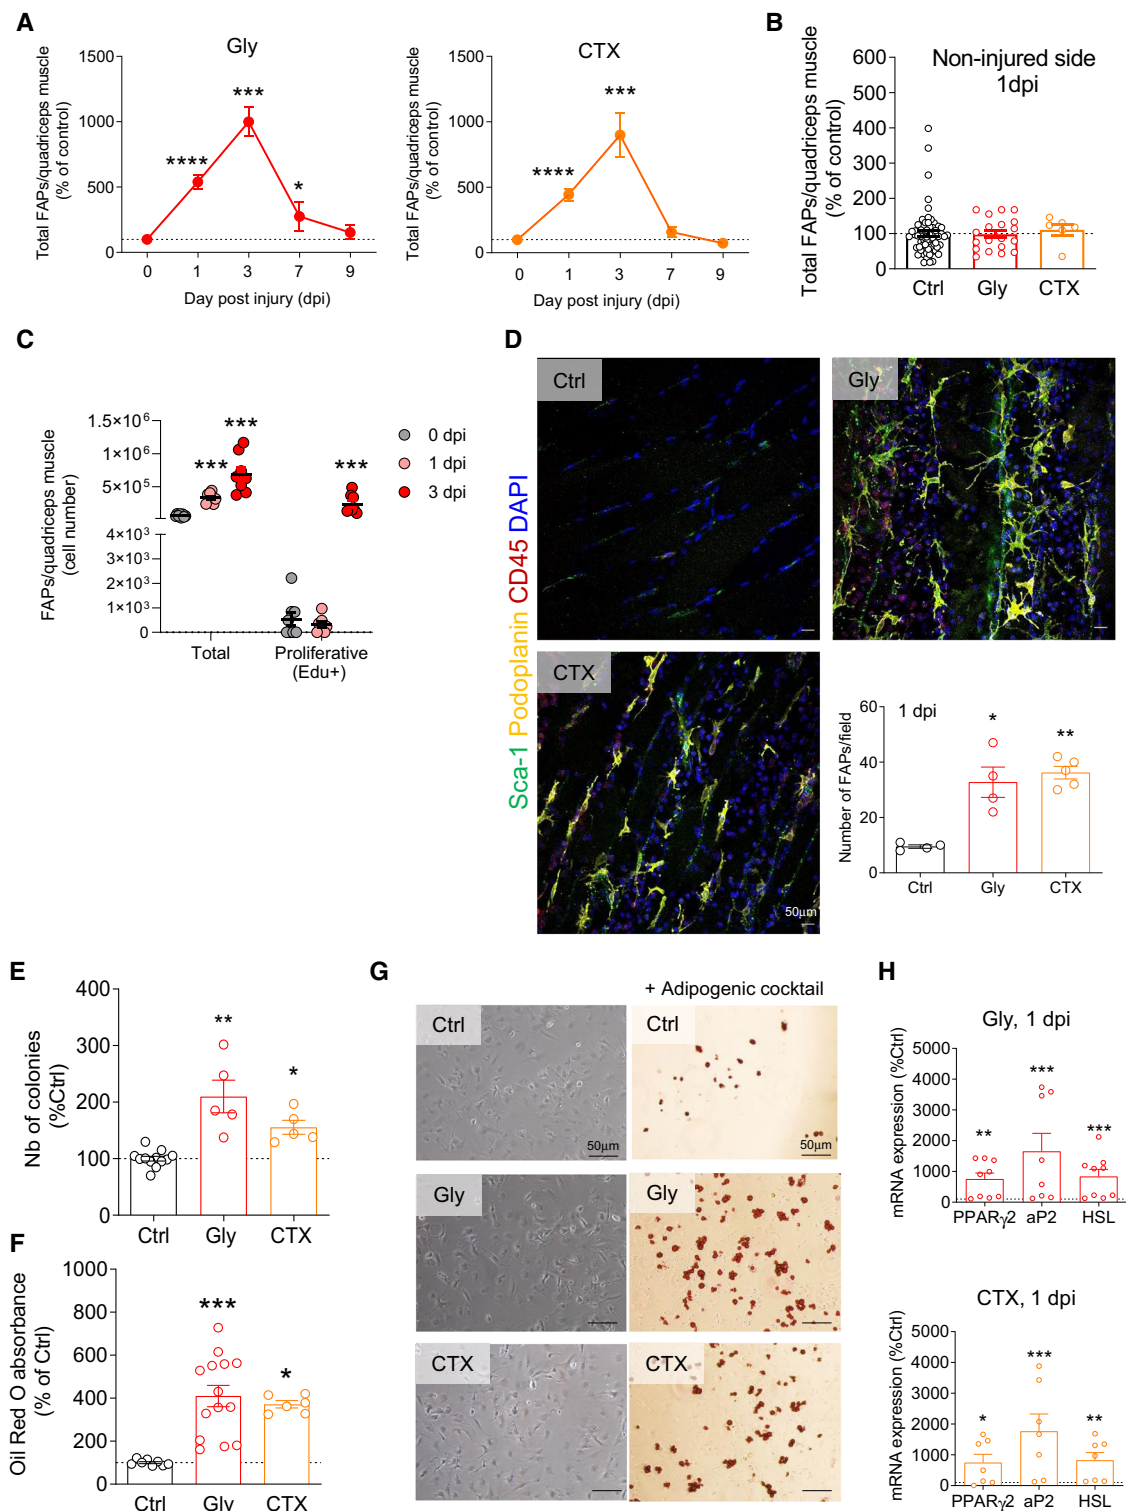 A
Gly
Total FAPs/quadriceps muscle
(% of control)
1500
1000
500
0
****
***
*
0 1 3 7 9
Day post injury (dpi)
CTX
Total FAPs/quadriceps muscle
(% of control)
1500
1000
500
0
****
***
0 1 3 7 9
Day post injury (dpi)
B
Non-injured side
1dpi
Total FAPs/quadriceps muscle
(% of control)
600
500
400
300
200
100
0
Ctrl Gly CTX
C
FAPs/quadriceps muscle
(cell number)
1.5×10⁶
1×10⁶
5×10⁵
4×10³
3×10³
2×10³
1×10³
0
***
***
***
0 dpi
1 dpi
3 dpi
Total Proliferative
(Edu+)
D
Sca-1 Podoplanin CD45 DAPI
Ctrl
Gly
CTX
50μm
1 dpi
Number of FAPs/field
60
40
20
0
*
**
Ctrl Gly CTX
E
Nb of colonies
(%Ctrl)
400
300
200
100
0
**
*
Ctrl Gly CTX
F
Oil Red O absorbance
(% of Ctrl)
1000
800
600
400
200
0
***
*
Ctrl Gly CTX
G
+ Adipogenic cocktail
Ctrl
50μm
Ctrl
50μm
Gly
Gly
CTX
CTX
H
Gly, 1 dpi
mRNA expression (%Ctrl)
5000
4000
3000
2000
1000
0
**
***
***
PPARγ2 aP2 HSL
CTX, 1 dpi
mRNA expression (%Ctrl)
5000
4000
3000
2000
1000
0
*
***
**
PPARγ2 aP2 HSL